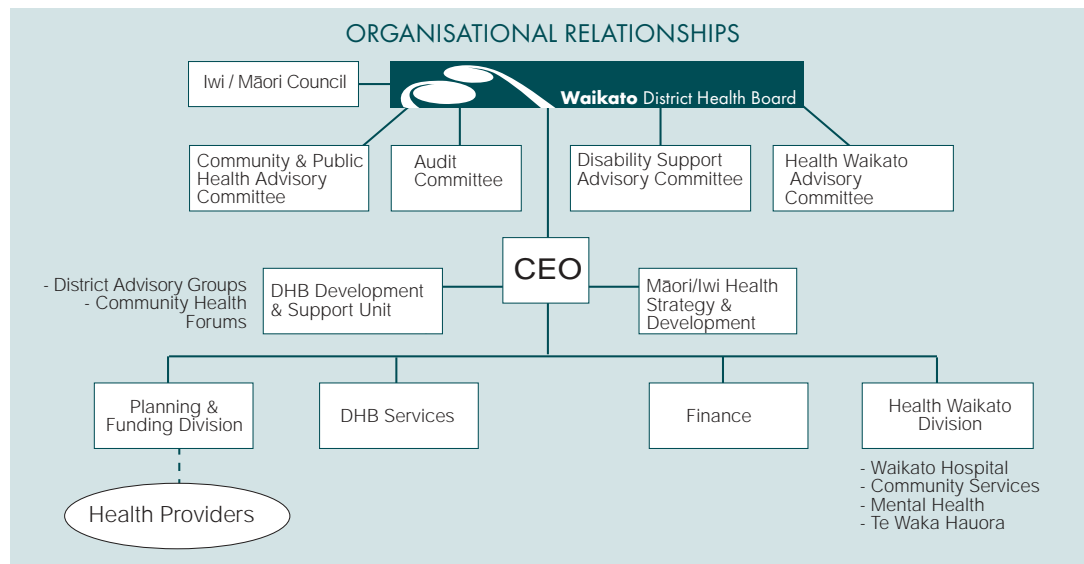 ORGANISATIONAL RELATIONSHIPS
Iwi / Māori Council
Waikato District Health Board
Community & Public
Health Advisory
Committee
Audit
Committee
Disability Support
Advisory Committee
Health Waikato
Advisory
Committee
CEO
- District Advisory Groups
- Community Health
Forums
DHB Development
& Support Unit
Māori/Iwi Health
Strategy &
Development
Planning &
Funding Division
DHB Services
Finance
Health Waikato
Division
Health Providers
- Waikato Hospital
- Community Services
- Mental Health
- Te Waka Hauora